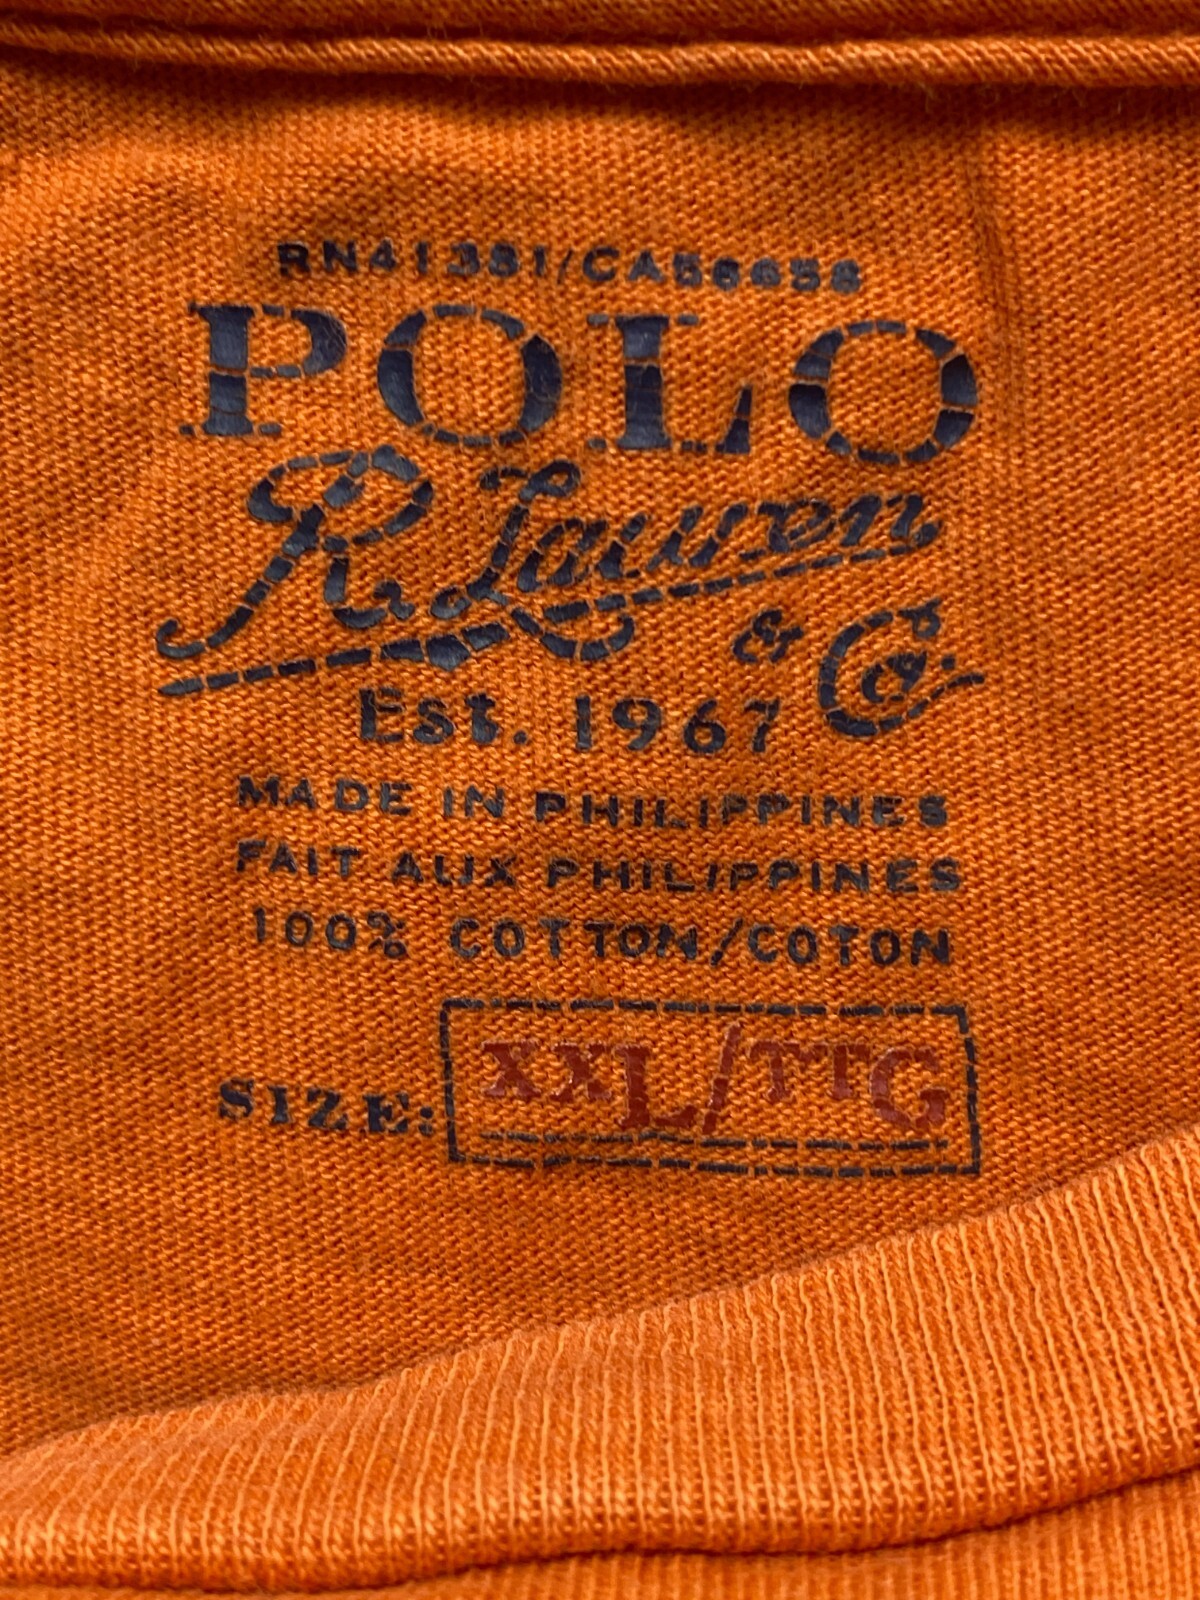 RN41381/CA56658
POLO
R. Lauren
& Co.
Est. 1967
MADE IN PHILIPPINES
FAIT AUX PHILIPPINES
100% COTTON/COTON
SIZE: XXL/TTG